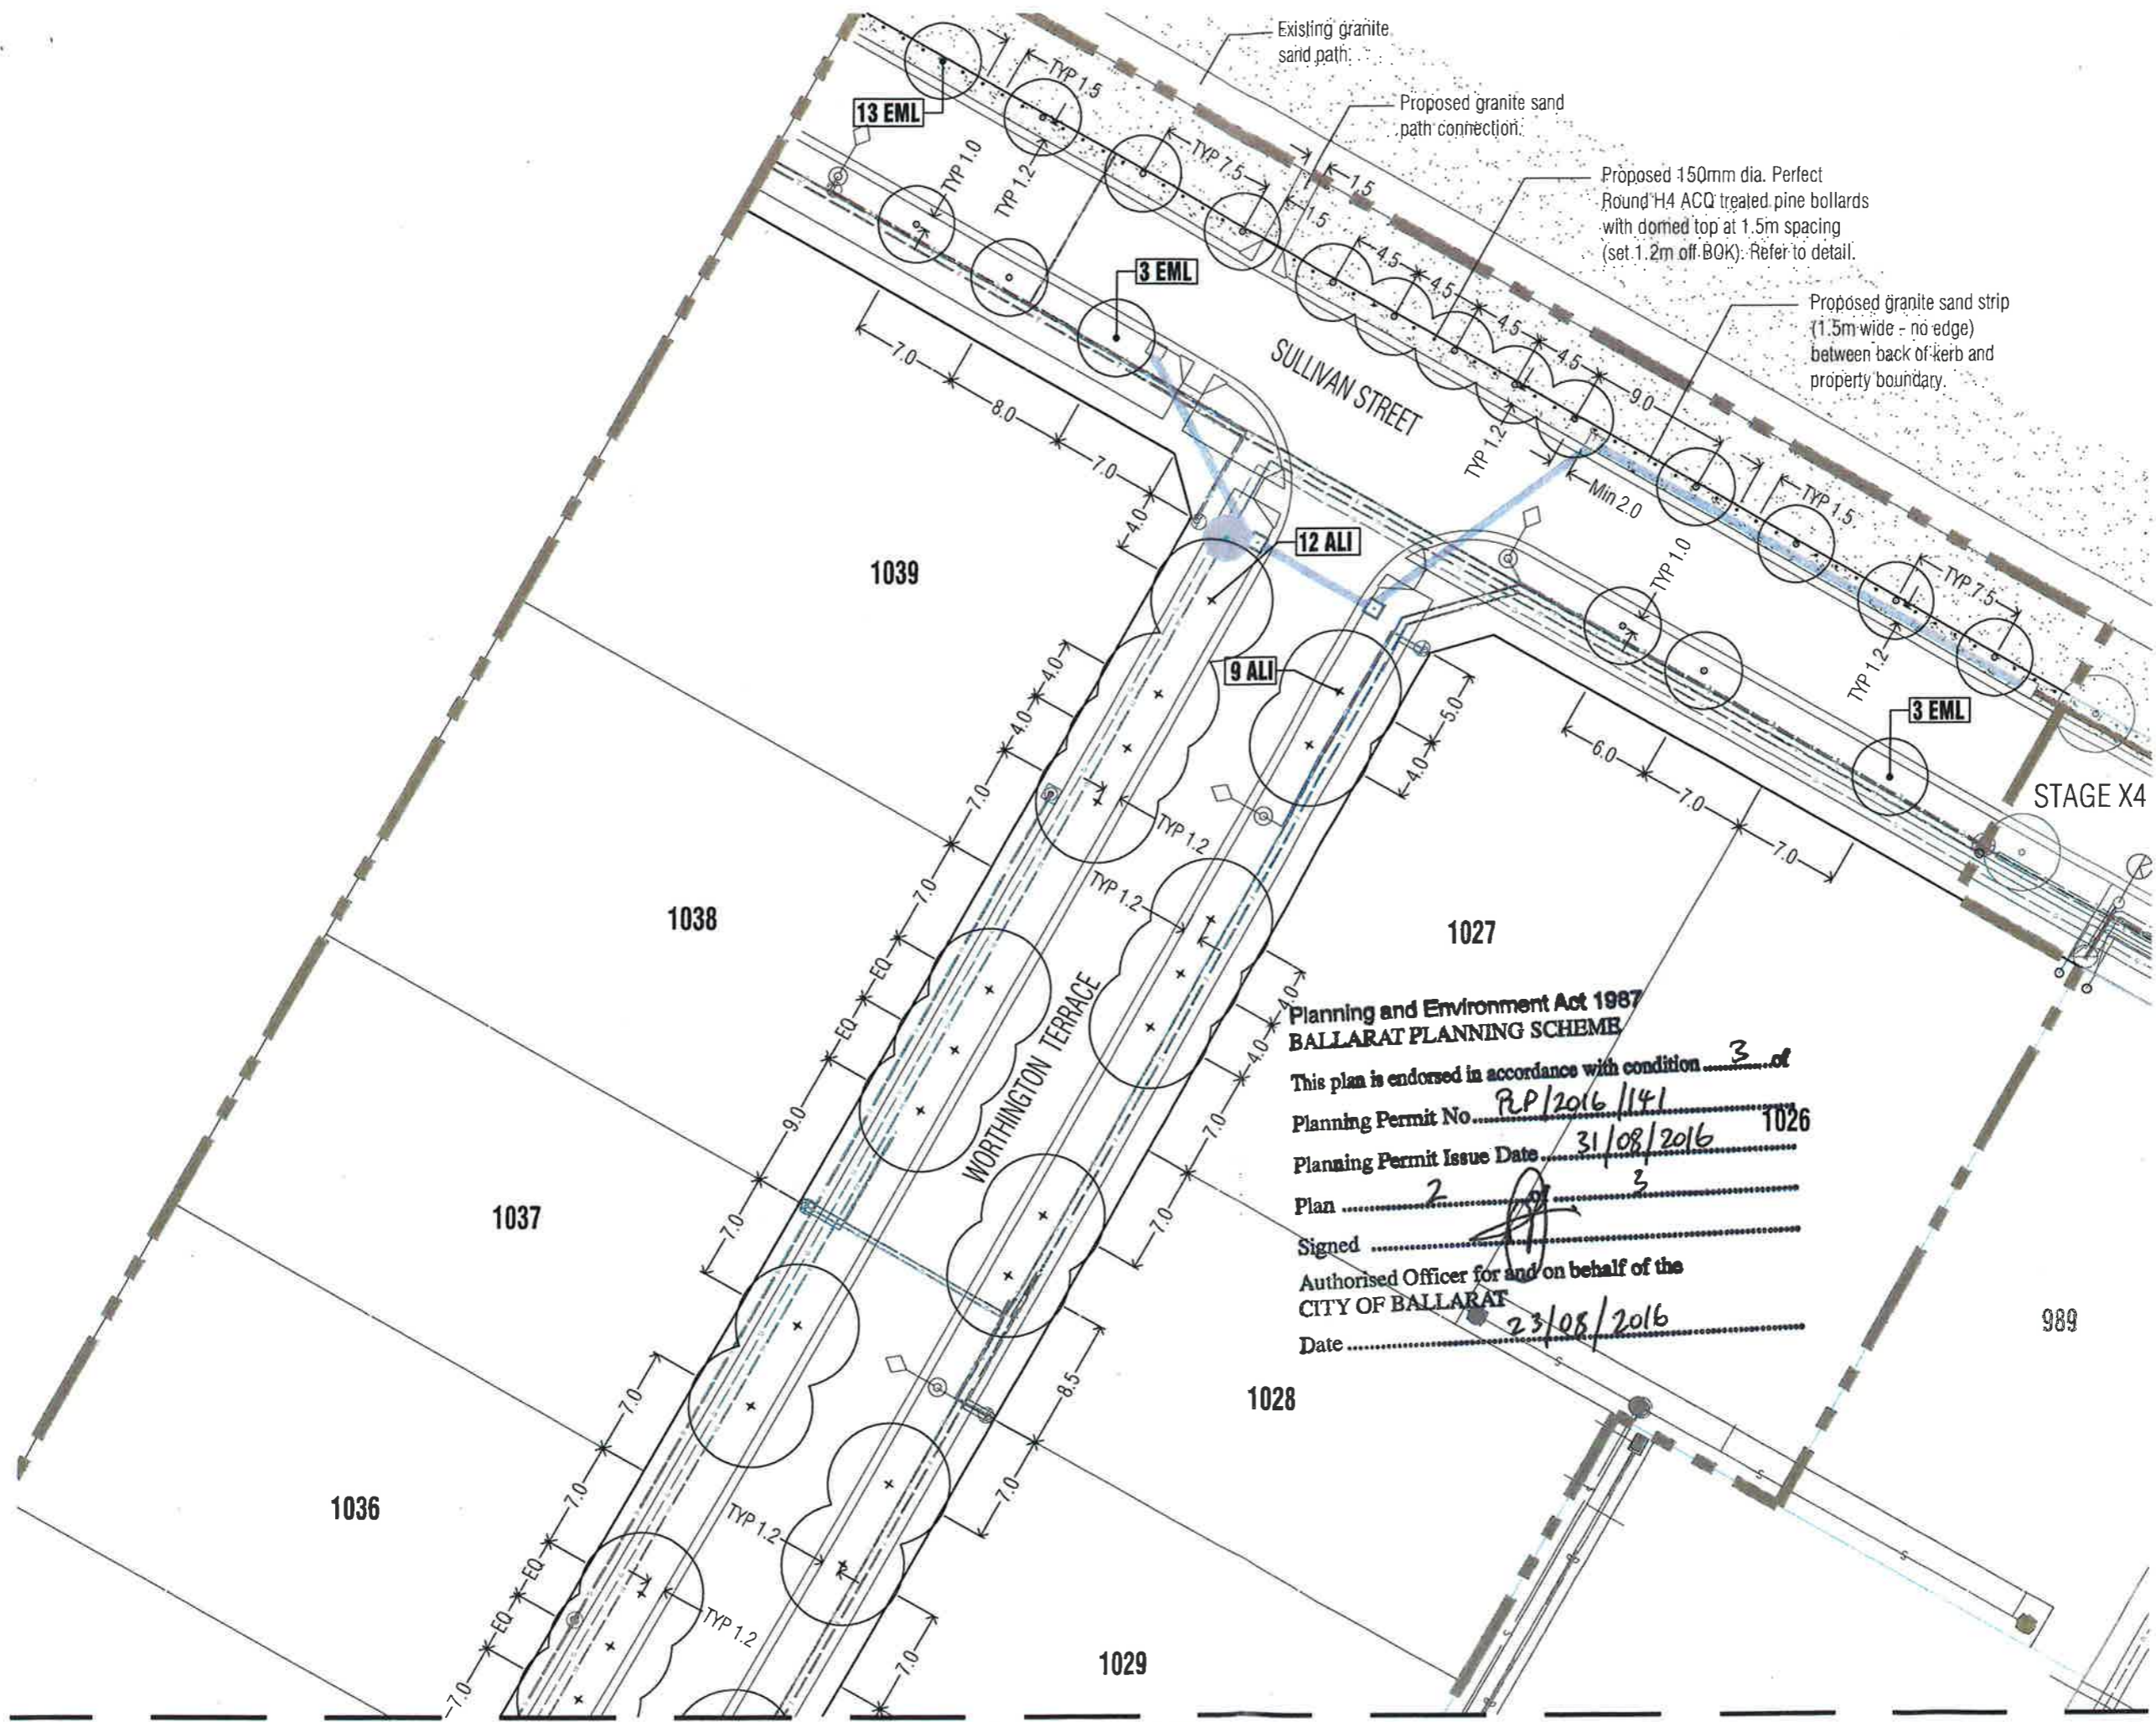 Existing granite
sand path.
Proposed granite sand
path connection.
Proposed 150mm dia. Perfect
Round H4 ACQ treated pine bollards
with domed top at 1.5m spacing
(set 1.2m off BOK). Refer to detail.
Proposed granite sand strip
(1.5m wide - no edge)
between back of kerb and
property boundary.
13 EML
TYP 1.5
TYP 1.0
TYP 1.2
TYP 7.5
1.5
1.5
3 EML
4.5
4.5
4.5
4.5
9.0
SULLIVAN STREET
7.0
8.0
7.0
4.0
TYP 1.2
Min 2.0
TYP 1.5
TYP 1.0
TYP 7.5
TYP 1.2
12 ALI
9 ALI
3 EML
STAGE X4
1039
4.0
4.0
7.0
7.0
5.0
4.0
6.0
7.0
7.0
TYP 1.2
TYP 1.2
1038
1027
EQ
EQ
9.0
7.0
WORTHINGTON TERRACE
4.0
4.0
7.0
7.0
Planning and Environment Act 1987
BALLARAT PLANNING SCHEME
This plan is endorsed in accordance with condition 3 of
Planning Permit No. PLP/2016/141
1026
Planning Permit Issue Date 31/08/2016
Plan 2 of 3
Signed
Authorised Officer for and on behalf of the
CITY OF BALLARAT
Date 23/08/2016
1037
989
8.5
7.0
1028
7.0
7.0
1036
TYP 1.2
TYP 1.2
EQ
EQ
7.0
7.0
1029